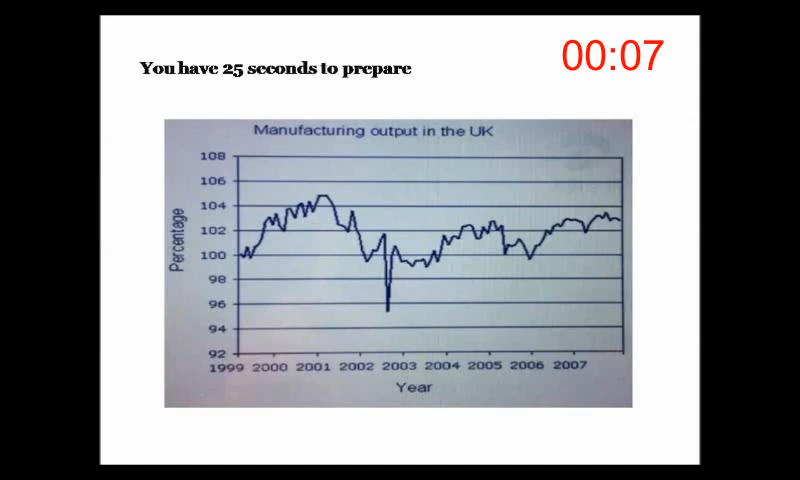 You have 25 seconds to prepare
00:07
Manufacturing output in the UK
108
106
104
102
100
98
96
94
92
Percentage
1999 2000 2001 2002 2003 2004 2005 2006 2007
Year